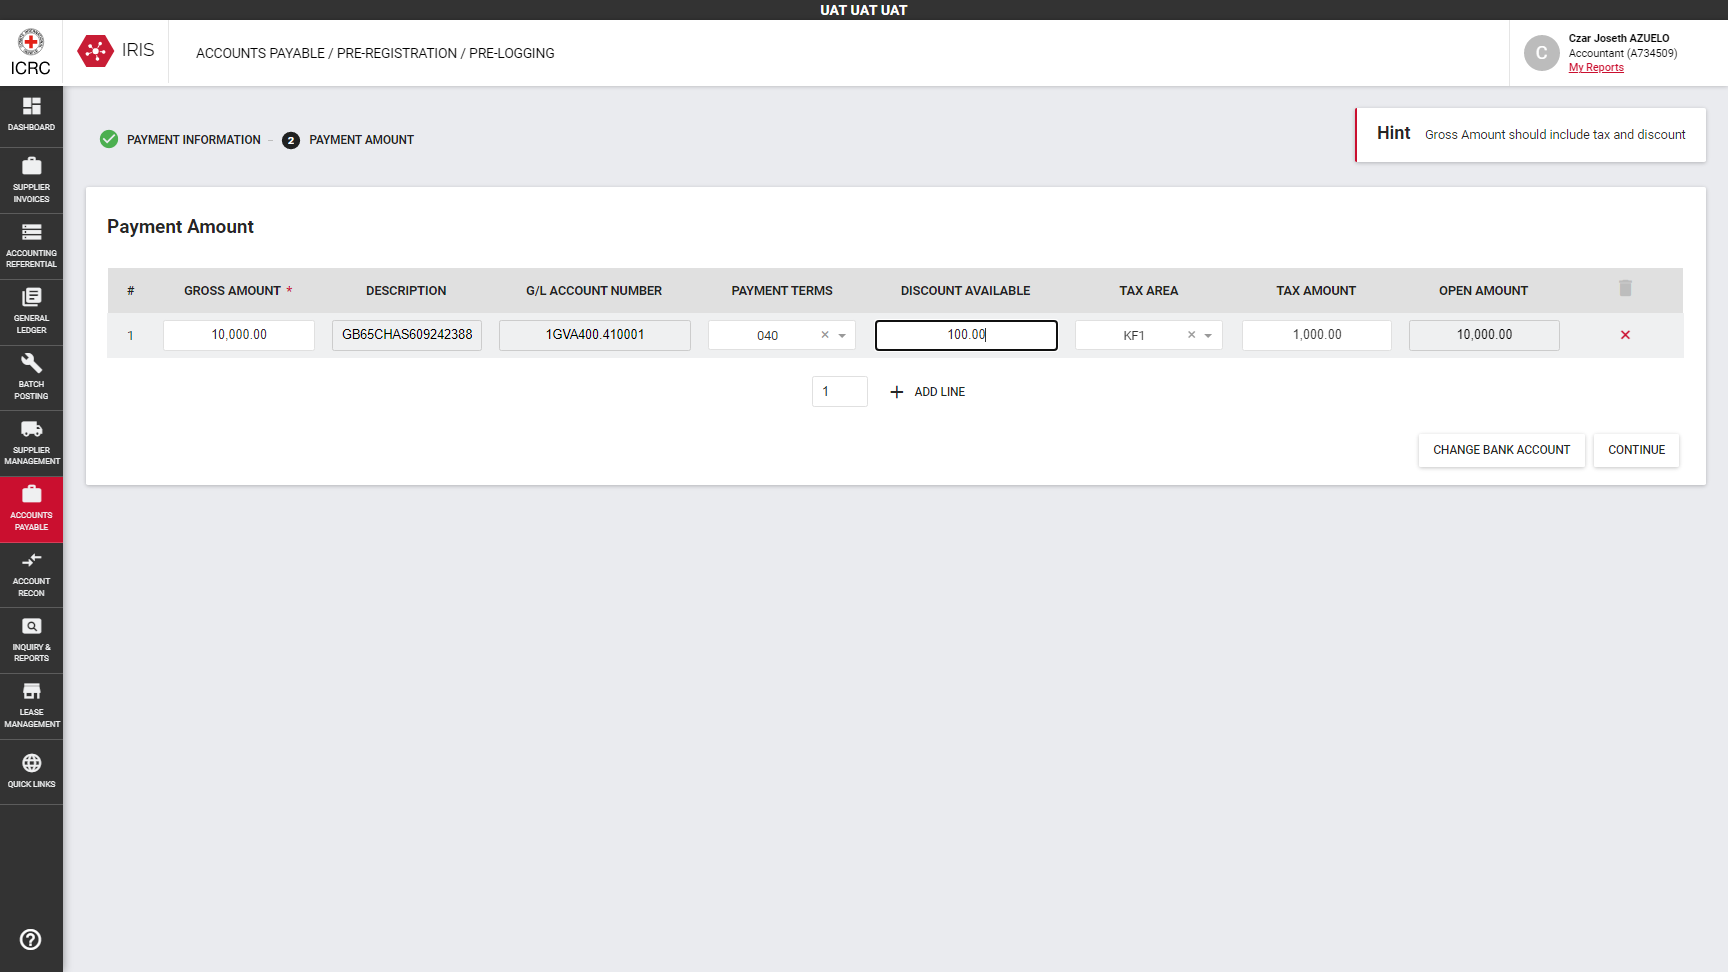 UAT UAT UAT
ICRC
IRIS
ACCOUNTS PAYABLE / PRE-REGISTRATION / PRE-LOGGING
C
Czar Joseth AZUELO
Accountant (A734509)
My Reports
DASHBOARD
SUPPLIER
INVOICES
ACCOUNTING
REFERENTIAL
GENERAL
LEDGER
BATCH
POSTING
SUPPLIER
MANAGEMENT
ACCOUNTS
PAYABLE
ACCOUNT
RECON
INQUIRY &
REPORTS
LEASE
MANAGEMENT
QUICK LINKS
PAYMENT INFORMATION – 2 PAYMENT AMOUNT
Hint Gross Amount should include tax and discount
Payment Amount
# GROSS AMOUNT * DESCRIPTION G/L ACCOUNT NUMBER PAYMENT TERMS DISCOUNT AVAILABLE TAX AREA TAX AMOUNT OPEN AMOUNT
1 10,000.00 GB65CHAS609242388 1GVA400.410001 040 × 100.00 KF1 × 1,000.00 10,000.00 ×
1 + ADD LINE
CHANGE BANK ACCOUNT CONTINUE